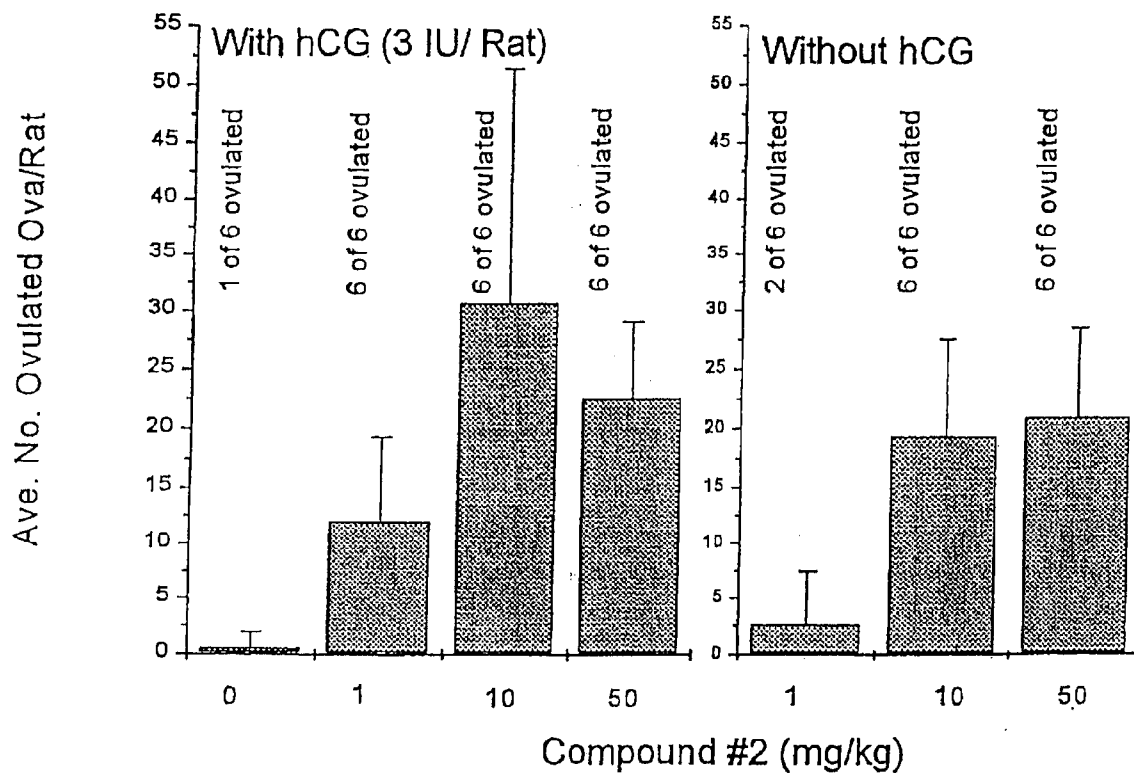 Ave. No. Ovulated Ova/Rat
With hCG (3 IU/ Rat)
55
50
45
40
35
30
25
20
15
10
5
0
1 of 6 ovulated
6 of 6 ovulated
6 of 6 ovulated
6 of 6 ovulated
0
1
10
50
Without hCG
55
50
45
40
35
30
25
20
15
10
5
0
2 of 6 ovulated
6 of 6 ovulated
6 of 6 ovulated
1
10
50
Compound #2 (mg/kg)